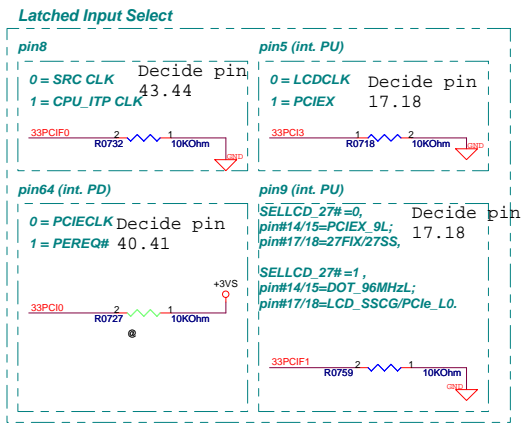 Latched Input Select
pin8
0 = SRC CLK
1 = CPU_ITP CLK
Decide pin
43.44
33PCIF0
2
1
R0732
10KOhm
GND
pin5 (int. PU)
0 = LCDCLK
1 = PCIEX
Decide pin
17.18
33PCI3
1
2
R0718
10KOhm
GND
pin64 (int. PD)
0 = PCIECLK
1 = PEREQ#
Decide pin
40.41
+3VS
33PCI0
2
1
R0727
10KOhm
@
pin9 (int. PU)
SELLCD_27# =0,
pin#14/15=PCIEX_9L;
pin#17/18=27FIX/27SS,
Decide pin
17.18
SELLCD_27# =1 ,
pin#14/15=DOT_96MHzL;
pin#17/18=LCD_SSCG/PCIe_L0.
33PCIF1
2
1
R0759
10KOhm
GND